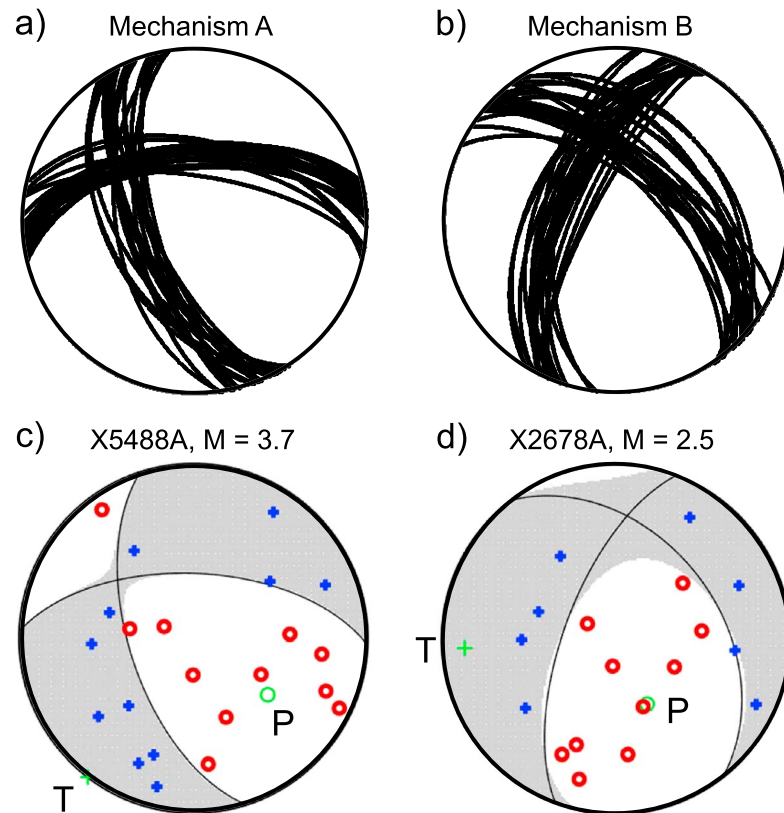 a) Mechanism A
b) Mechanism B
c) X5488A, M = 3.7
d) X2678A, M = 2.5
P
T
T
P